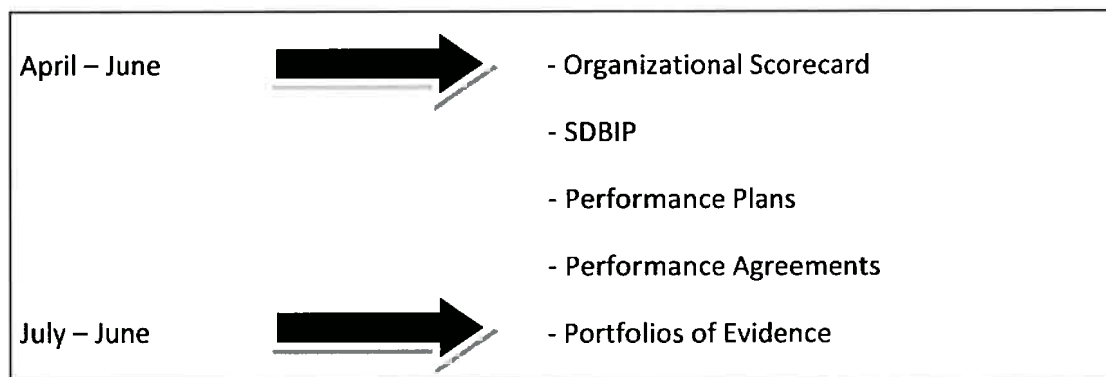 April – June - Organizational Scorecard
- SDBIP
- Performance Plans
- Performance Agreements
July – June - Portfolios of Evidence